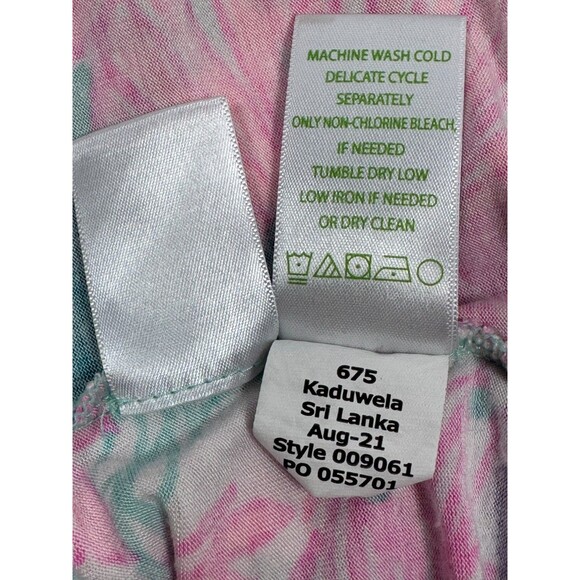 MACHINE WASH COLD
DELICATE CYCLE
SEPARATELY
ONLY NON-CHLORINE BLEACH,
IF NEEDED
TUMBLE DRY LOW
LOW IRON IF NEEDED
OR DRY CLEAN
675
Kaduwela
Sri Lanka
Aug-21
Style 009061
PO 055701